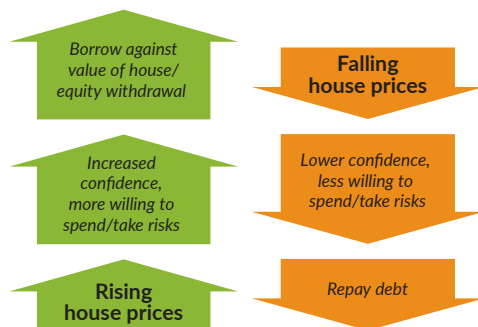 Borrow against
value of house/
equity withdrawal
Increased
confidence,
more willing to
spend/take risks
Rising
house prices
Falling
house prices
Lower confidence,
less willing to
spend/take risks
Repay debt